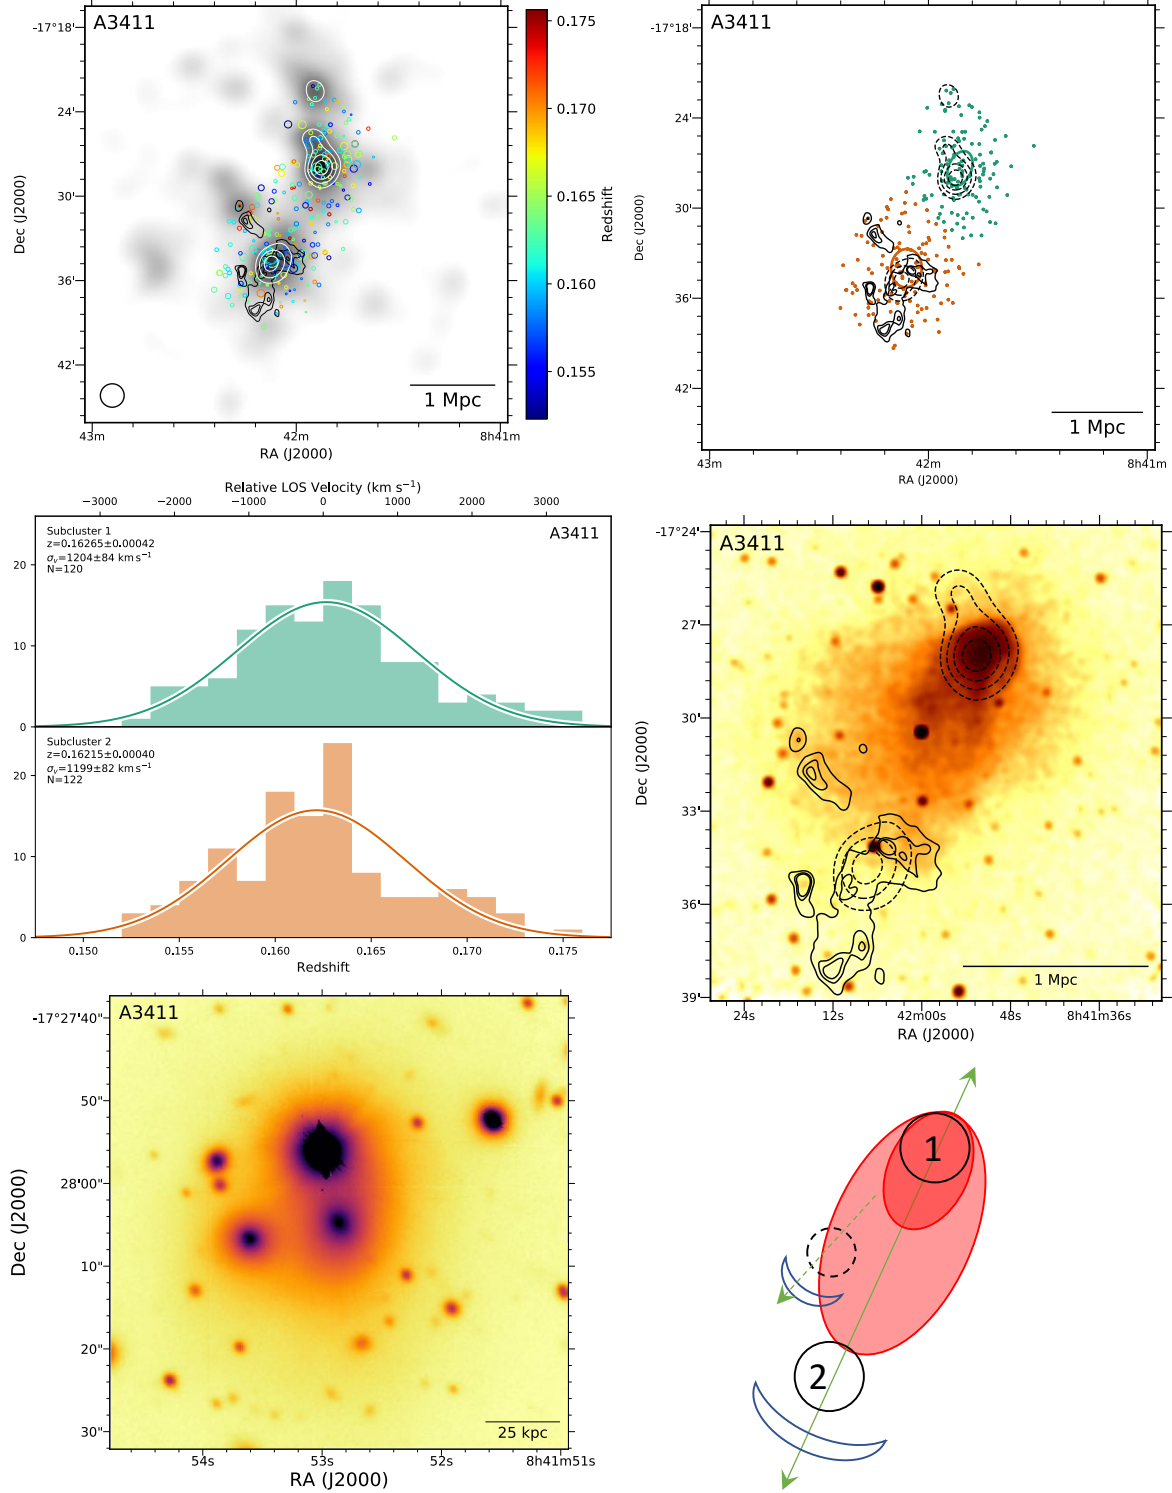 A3411
-17°18'
24'
30'
36'
42'
Dec (J2000)
1 Mpc
43m
42m
8h41m
RA (J2000)
0.175
0.170
0.165
0.160
0.155
Redshift
A3411
-17°18'
24'
30'
36'
42'
Dec (J2000)
1 Mpc
43m
42m
8h41m
RA (J2000)
Relative LOS Velocity (km s⁻¹)
−3000 −2000 −1000 0 1000 2000 3000
Subcluster 1
z=0.16265±0.00042
σᵥ=1204±84 km s⁻¹
N=120
A3411
20
10
0
Subcluster 2
z=0.16215±0.00040
σᵥ=1199±82 km s⁻¹
N=122
20
10
0
0.150 0.155 0.160 0.165 0.170 0.175
Redshift
A3411
-17°24'
27'
30'
33'
36'
39'
Dec (J2000)
1 Mpc
24s 12s 42m00s 48s 8h41m36s
RA (J2000)
A3411
-17°27'40"
50"
28'00"
10"
20"
30"
Dec (J2000)
25 kpc
54s 53s 52s 8h41m51s
RA (J2000)
1
2